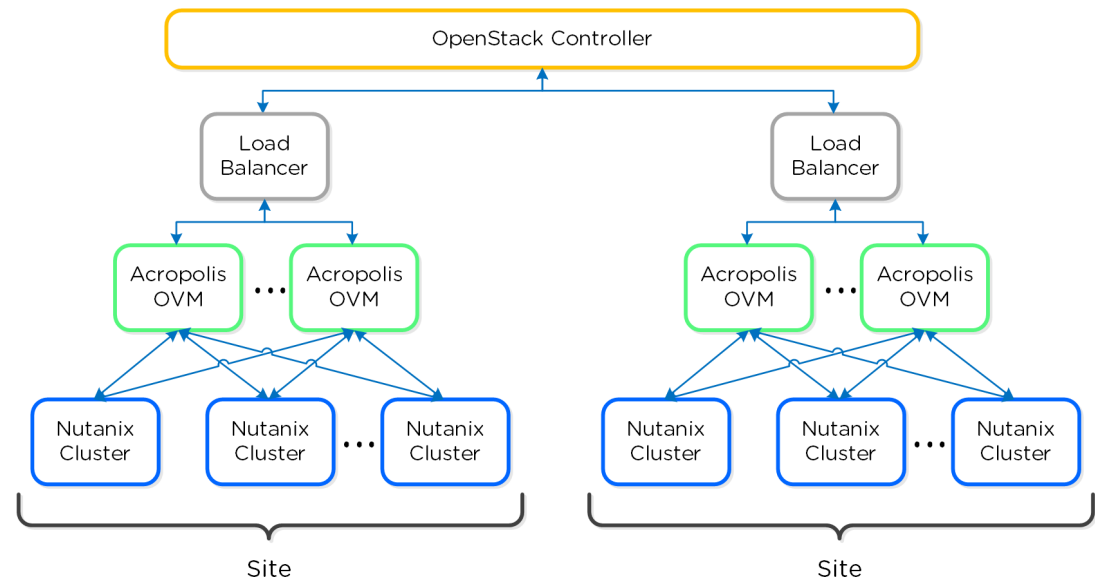 OpenStack Controller
Load
Balancer
Load
Balancer
Acropolis
OVM
Acropolis
OVM
Acropolis
OVM
Acropolis
OVM
Nutanix
Cluster
Nutanix
Cluster
Nutanix
Cluster
Nutanix
Cluster
Nutanix
Cluster
Nutanix
Cluster
Site
Site